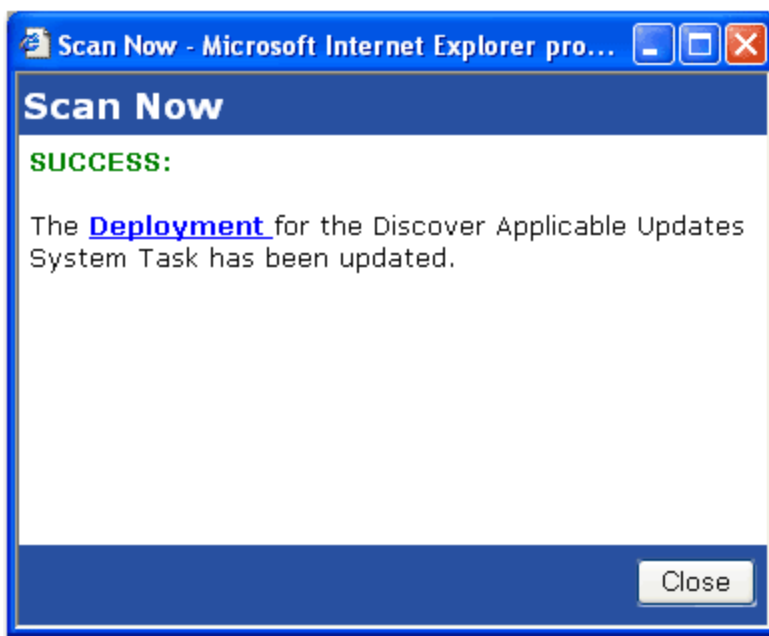 Scan Now - Microsoft Internet Explorer pro...
Scan Now
SUCCESS:
The Deployment for the Discover Applicable Updates
System Task has been updated.
Close